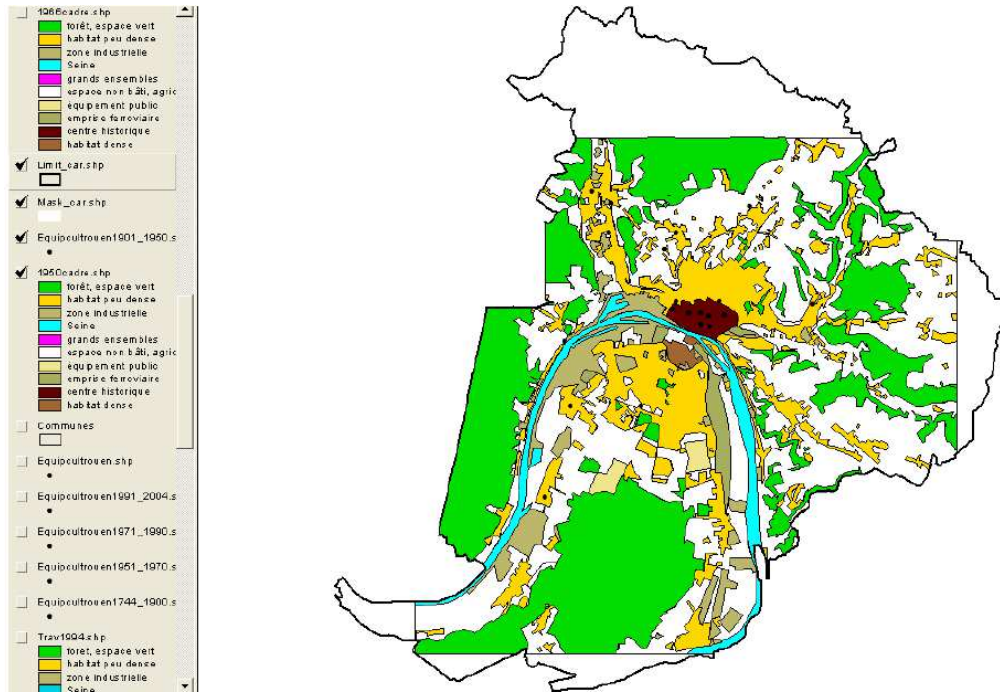 1966cadre.shp
forêt, espace vert
habitat peu dense
zone industrielle
Seine
grands ensembles
espace non bâti, agric
équipement public
emprise ferroviaire
centre historique
habitat dense
Limit_car.shp
Mask_car.shp
Equipcultrouen1901_1950.s
1950cadre.shp
forêt, espace vert
habitat peu dense
zone industrielle
Seine
grands ensembles
espace non bâti, agric
équipement public
emprise ferroviaire
centre historique
habitat dense
Communes
Equipcultrouen.shp
Equipcultrouen1991_2004.s
Equipcultrouen1971_1990.s
Equipcultrouen1951_1970.s
Equipcultrouen1744_1900.s
Trav1994.shp
foret, espace vert
habitat peu dense
zone industrielle
Seine